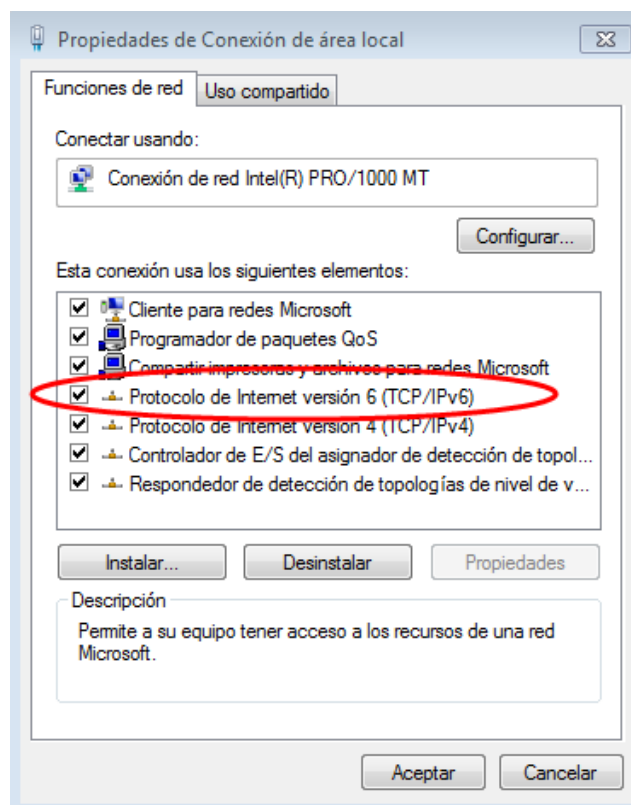 Propiedades de Conexión de área local
Funciones de red
Uso compartido
Conectar usando:
Conexión de red Intel(R) PRO/1000 MT
Configurar...
Esta conexión usa los siguientes elementos:
Cliente para redes Microsoft
Programador de paquetes QoS
Compartir impresoras y archivos para redes Microsoft
Protocolo de Internet versión 6 (TCP/IPv6)
Protocolo de Internet versión 4 (TCP/IPv4)
Controlador de E/S del asignador de detección de topol...
Respondedor de detección de topologías de nivel de v...
Instalar...
Desinstalar
Propiedades
Descripción
Permite a su equipo tener acceso a los recursos de una red
Microsoft.
Aceptar
Cancelar